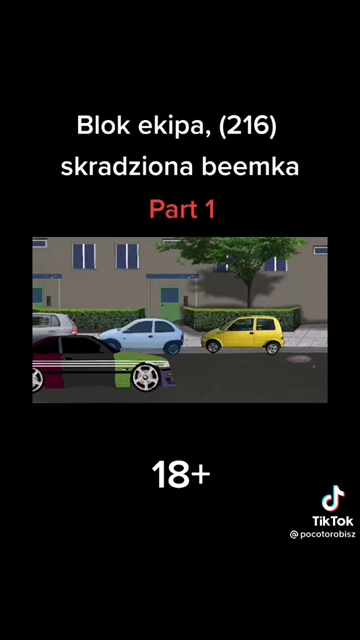 Blok ekipa, (216)
skradziona beemka
Part 1
18+
TikTok
@ pocotorobisz